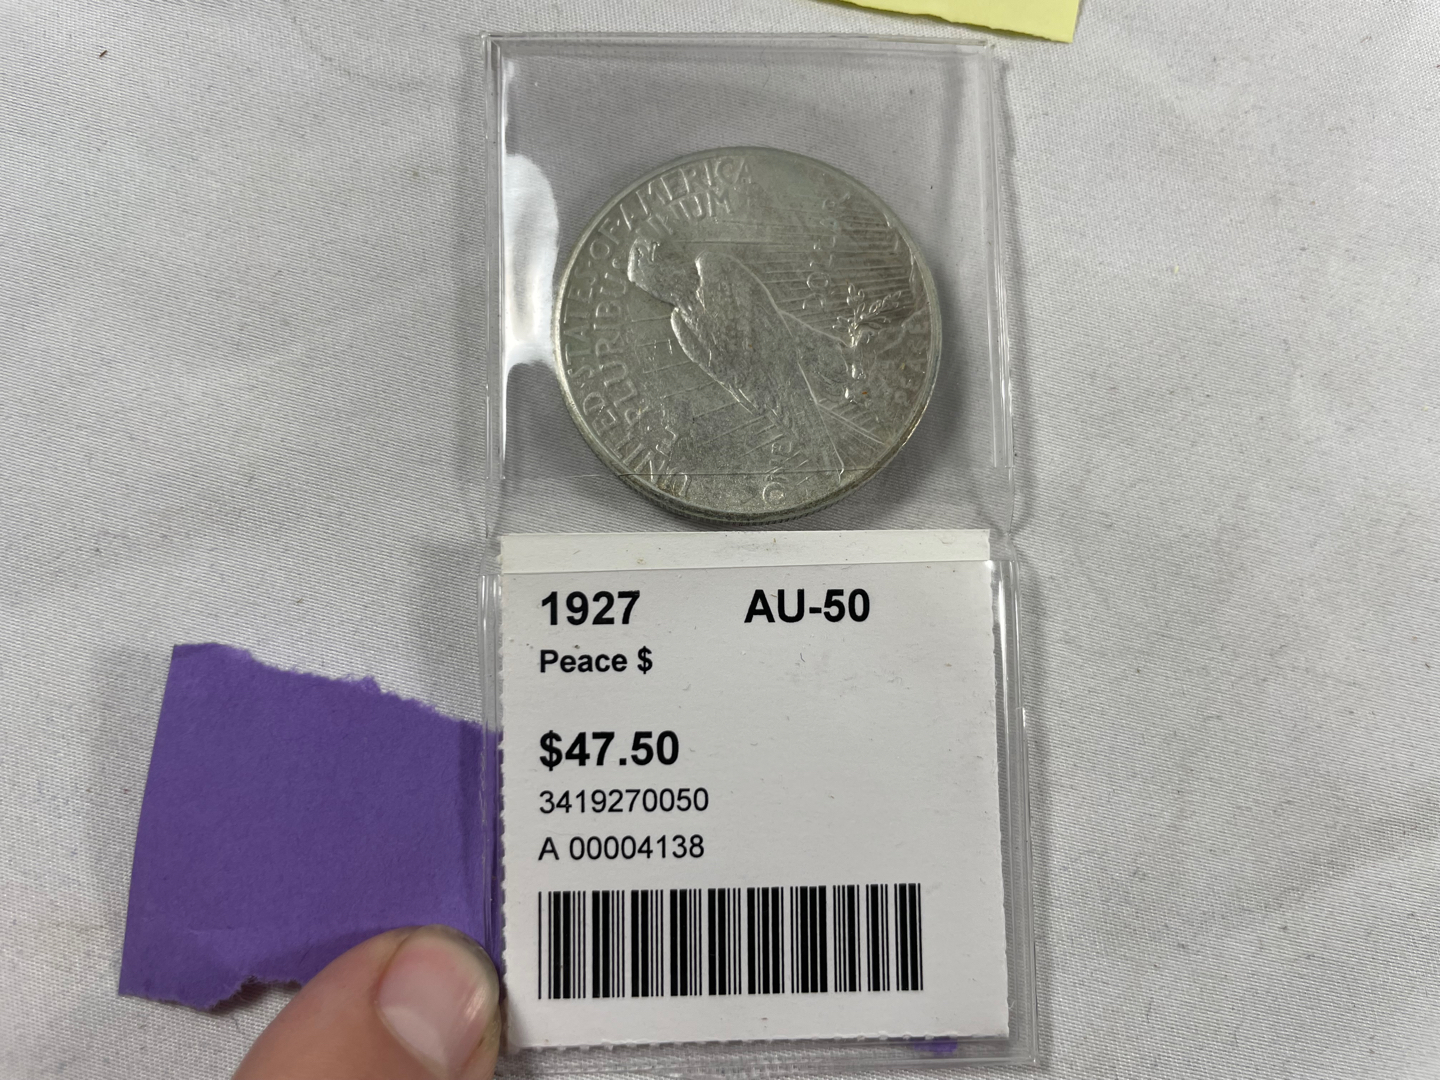 UNITED STATES OF AMERICA
E PLURIBUS UNUM
ONE DOLLAR
PEACE
1927 AU-50
Peace $
$47.50
3419270050
A 00004138